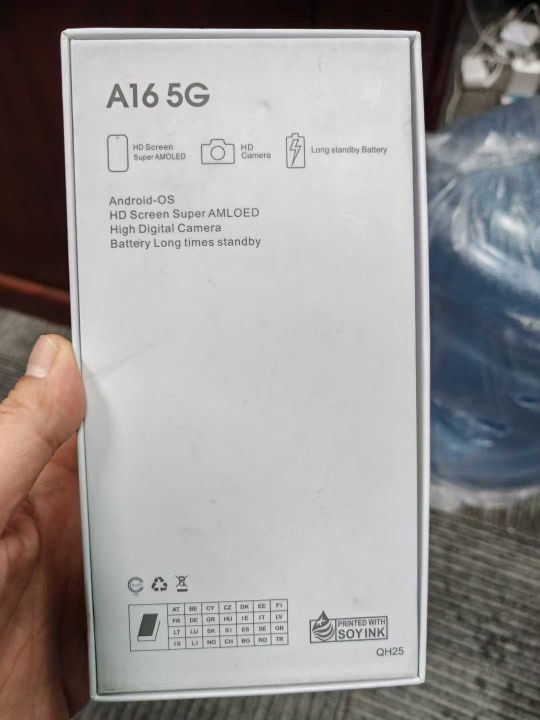 A16 5G
HD Screen
Super AMOLED
HD
Camera
Long standby Battery
Android-OS
HD Screen Super AMLOED
High Digital Camera
Battery Long times standby
AT BE CY CZ DK EE FI
FR DE GR HU IE IT LV
LT LU SK SI ES SE GB
IS LI NO CH BG RO TR
PRINTED WITH
SOY INK
QH25